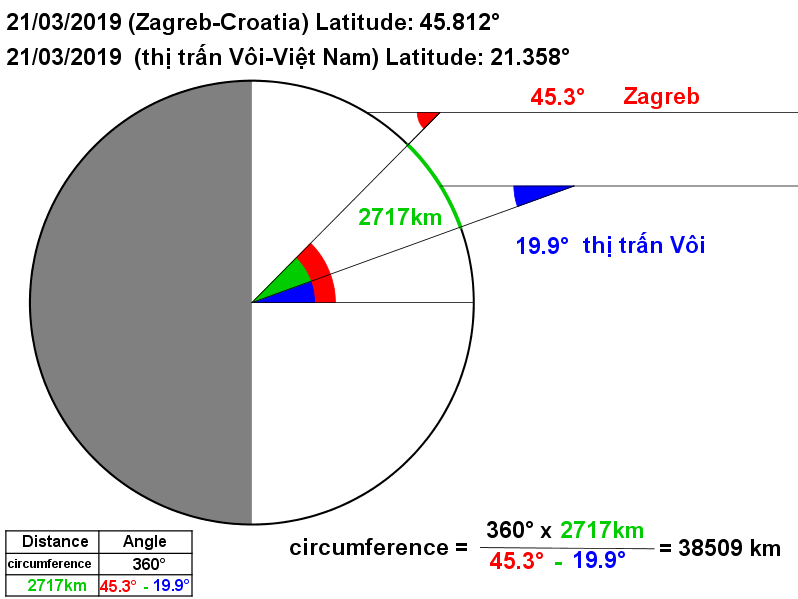 21/03/2019 (Zagreb-Croatia) Latitude: 45.812°
21/03/2019 (thị trấn Vôi-Việt Nam) Latitude: 21.358°
45.3° Zagreb
2717km
19.9° thị trấn Vôi
360° x 2717km
circumference = = 38509 km
45.3° - 19.9°
Distance Angle
circumference 360°
2717km 45.3° - 19.9°